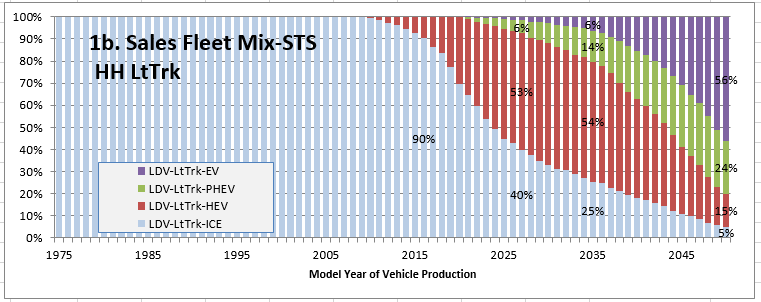 1b. Sales Fleet Mix-STS
HH LtTrk
100%
90%
80%
70%
60%
50%
40%
30%
20%
10%
0%
LDV-LtTrk-EV
LDV-LtTrk-PHEV
LDV-LtTrk-HEV
LDV-LtTrk-ICE
90%
6%
53%
40%
6%
14%
54%
25%
56%
24%
15%
5%
1975 1985 1995 2005 2015 2025 2035 2045
Model Year of Vehicle Production